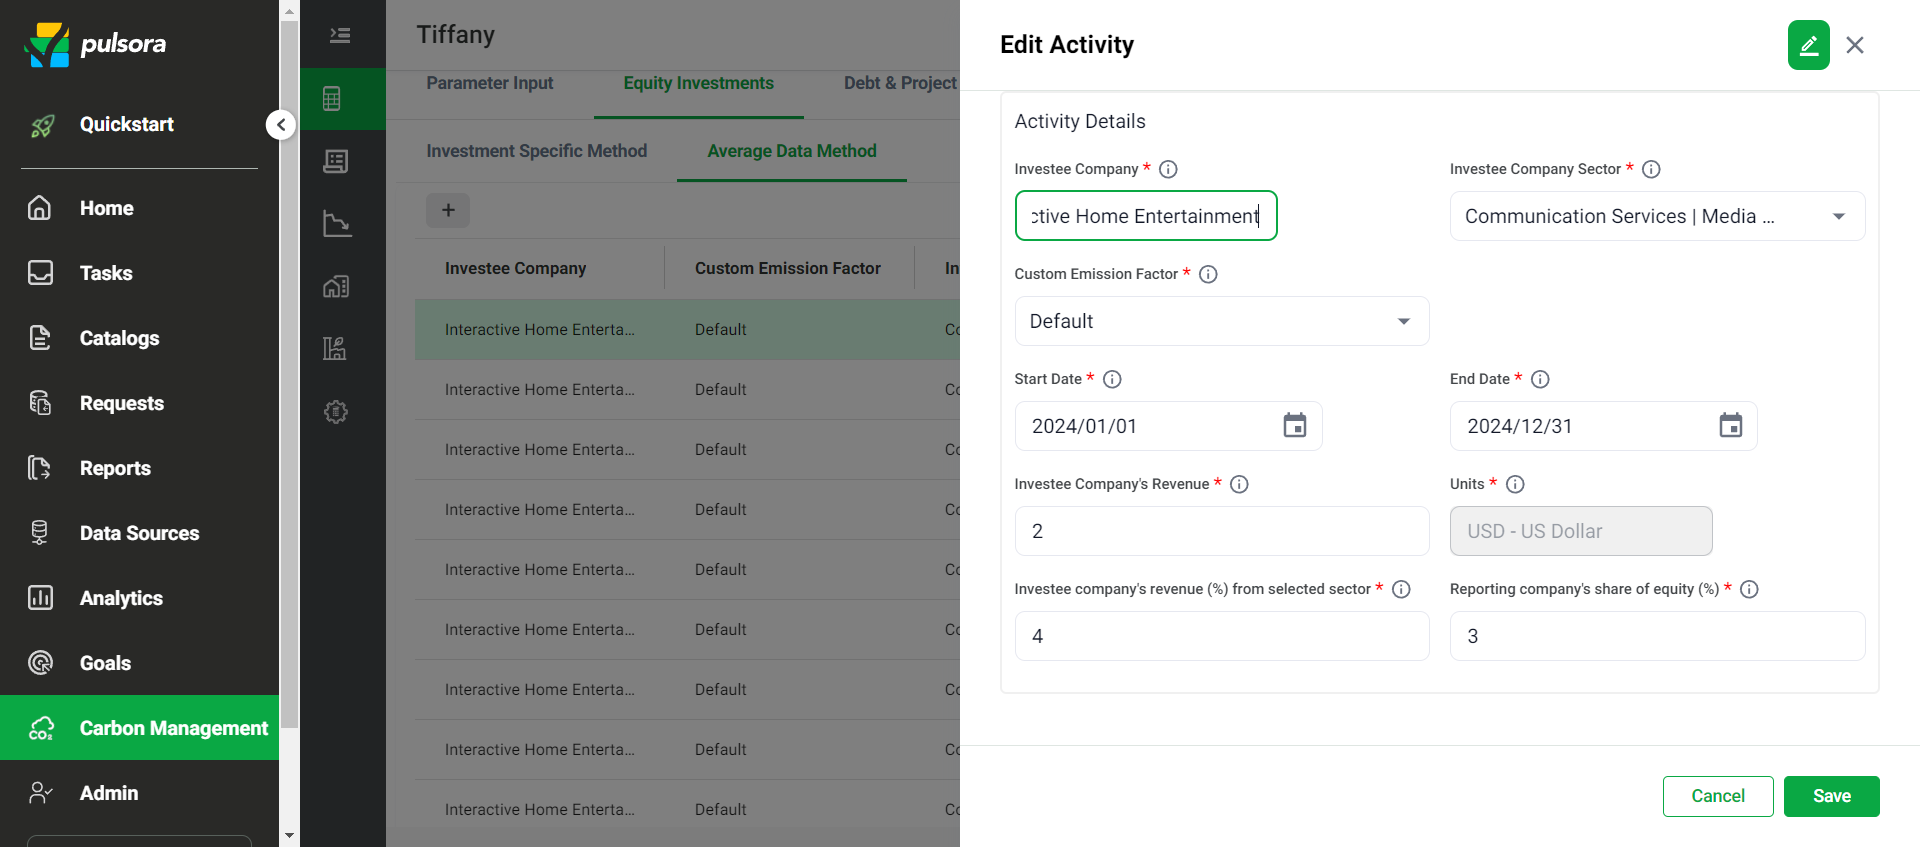 pulsora
Quickstart
Home
Tasks
Catalogs
Requests
Reports
Data Sources
Analytics
Goals
CO₂ Carbon Management
Admin
Tiffany
Parameter Input Equity Investments Debt & Project
Investment Specific Method Average Data Method
+
Investee Company Custom Emission Factor In
Interactive Home Enterta... Default Co
Interactive Home Enterta... Default Co
Interactive Home Enterta... Default Co
Interactive Home Enterta... Default Co
Interactive Home Enterta... Default Co
Interactive Home Enterta... Default Co
Interactive Home Enterta... Default Co
Interactive Home Enterta... Default Co
Interactive Home Enterta... Default Co
Edit Activity
Activity Details
Investee Company * Investee Company Sector *
ctive Home Entertainment Communication Services | Media ...
Custom Emission Factor *
Default
Start Date * End Date *
2024/01/01 2024/12/31
Investee Company's Revenue * Units *
2 USD - US Dollar
Investee company's revenue (%) from selected sector * Reporting company's share of equity (%) *
4 3
Cancel Save